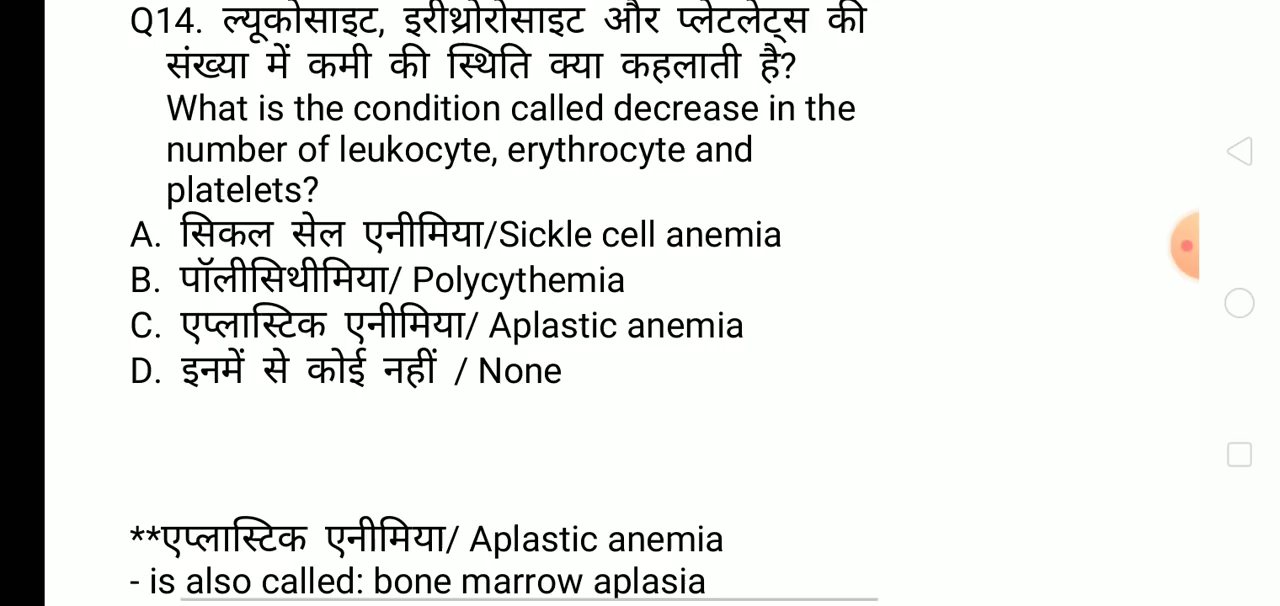 Q14. ल्यूकोसाइट, इरीथ्रोरोसाइट और प्लेटलेट्स की
संख्या में कमी की स्थिति क्या कहलाती है?
What is the condition called decrease in the
number of leukocyte, erythrocyte and
platelets?
A. सिकल सेल एनीमिया/Sickle cell anemia
B. पॉलीसिथीमिया/ Polycythemia
C. एप्लास्टिक एनीमिया/ Aplastic anemia
D. इनमें से कोई नहीं / None
**एप्लास्टिक एनीमिया/ Aplastic anemia
- is also called: bone marrow aplasia